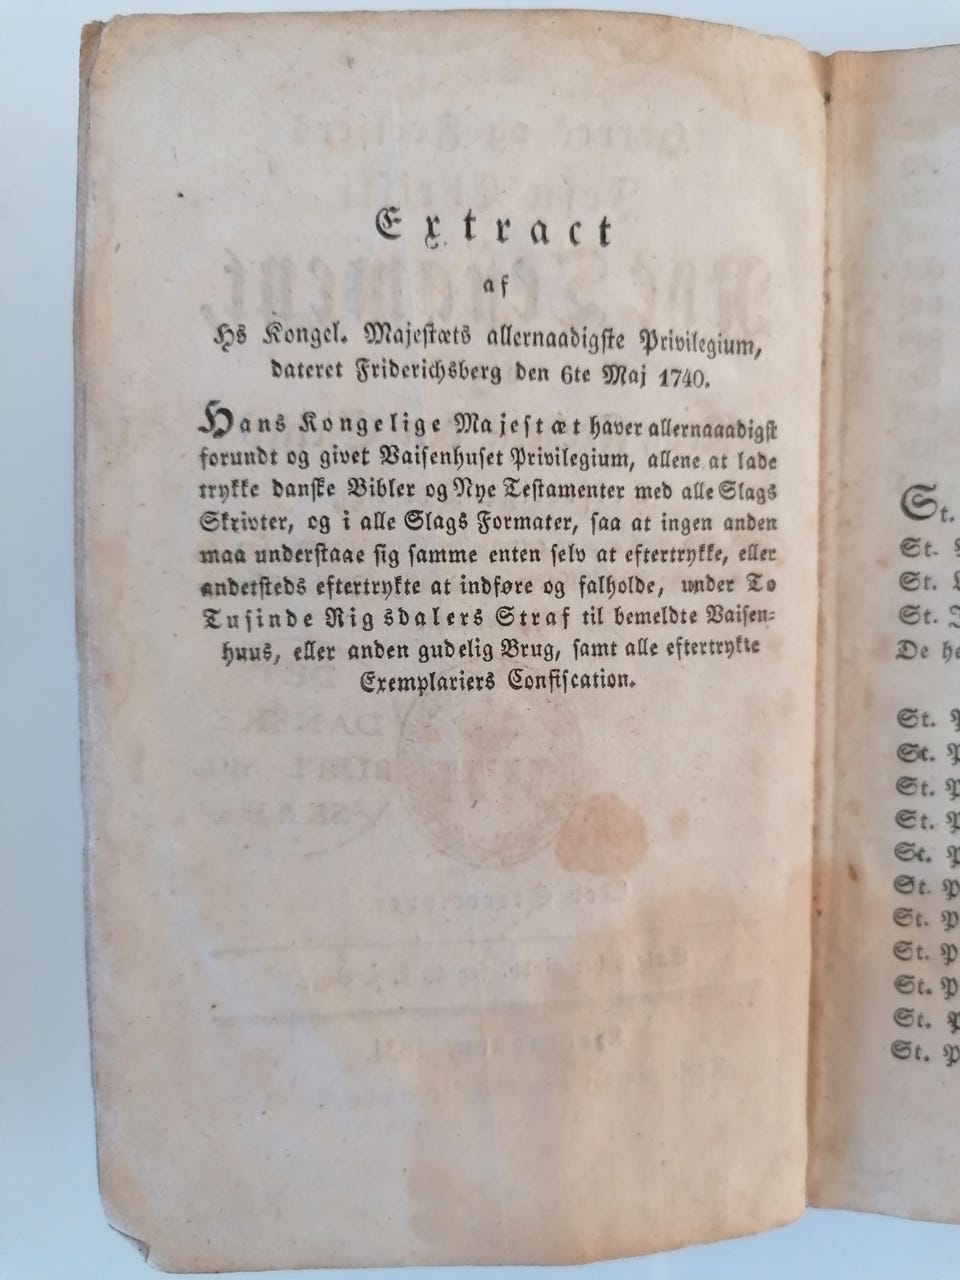 Extract
af
Hs Kongel. Majestæts allernaadigste Privilegium,
dateret Friderichsberg den 6te Maj 1740.
Hans Kongelige Majestæt haver allernaaadigst
forundt og givet Vaisenhuset Privilegium, allene at lade
trykke danske Bibler og Nye Testamenter med alle Slags
Skrivter, og i alle Slags Formater, saa at ingen anden
maa understaae sig samme enten selv at eftertrykke, eller
andetsteds eftertrykte at indføre og falholde, under To
Tusinde Rigsdalers Straf til bemeldte Vaisen-
huus, eller anden gudelig Brug, samt alle eftertrykte
Exemplariers Confiscation.
St.
St.
St.
St.
De he
St. P
St. P
St. P
St. P
St. P
St. P
St. P
St. P
St. P
St. P
St. P